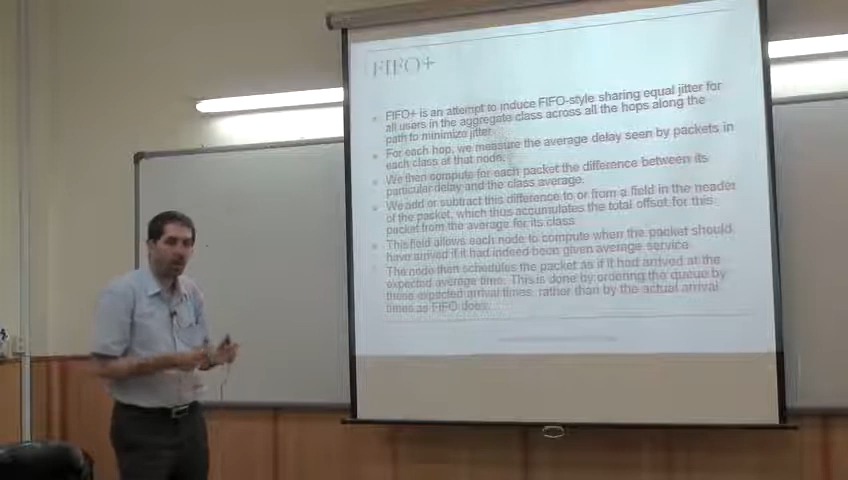 FIFO+
FIFO+ is an attempt to induce FIFO-style sharing equal jitter for
all users in the aggregate class across all the hops along the
path to minimize jitter.
For each hop, we measure the average delay seen by packets in
each class at that node.
We then compute for each packet the difference between its
particular delay and the class average.
We add or subtract this difference to or from a field in the header
of the packet, which thus accumulates the total offset for this
packet from the average for its class.
This field allows each node to compute when the packet should
have arrived if it had indeed been given average service.
The node then schedules the packet as if it had arrived at the
expected average time. This is done by ordering the queue by
these expected arrival times, rather than by the actual arrival
times as FIFO does.